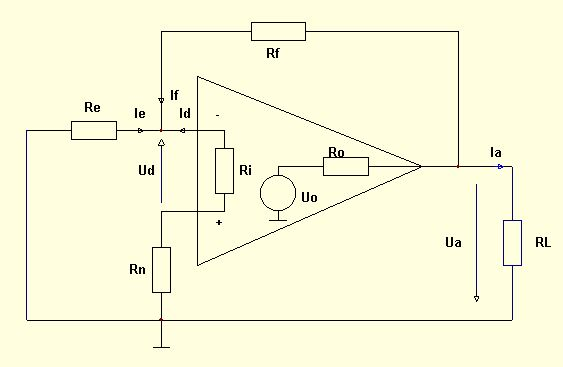 Rf
If
Re
Ie
Id
-
Ro
Ia
Ud
Ri
Uo
+
Ua
RL
Rn